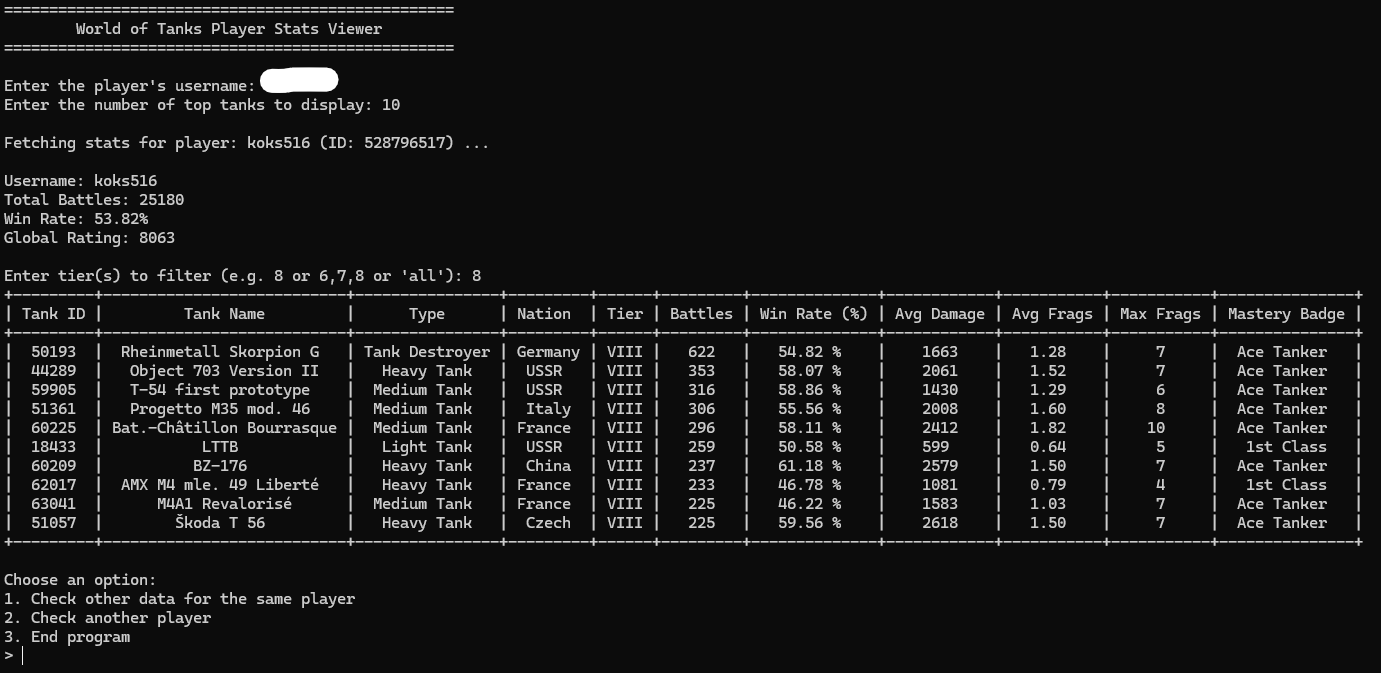 ==================================================
        World of Tanks Player Stats Viewer
==================================================
Enter the player's username:
Enter the number of top tanks to display: 10
Fetching stats for player: koks516 (ID: 528796517) ...
Username: koks516
Total Battles: 25180
Win Rate: 53.82%
Global Rating: 8063
Enter tier(s) to filter (e.g. 8 or 6,7,8 or 'all'): 8
| Tank ID | Tank Name | Type | Nation | Tier | Battles | Win Rate (%) | Avg Damage | Avg Frags | Max Frags | Mastery Badge |
| 50193 | Rheinmetall Skorpion G | Tank Destroyer | Germany | VIII | 622 | 54.82 % | 1663 | 1.28 | 7 | Ace Tanker |
| 44289 | Object 703 Version II | Heavy Tank | USSR | VIII | 353 | 58.07 % | 2061 | 1.52 | 7 | Ace Tanker |
| 59905 | T-54 first prototype | Medium Tank | USSR | VIII | 316 | 58.86 % | 1430 | 1.29 | 6 | Ace Tanker |
| 51361 | Progetto M35 mod. 46 | Medium Tank | Italy | VIII | 306 | 55.56 % | 2008 | 1.60 | 8 | Ace Tanker |
| 60225 | Bat.-Châtillon Bourrasque | Medium Tank | France | VIII | 296 | 58.11 % | 2412 | 1.82 | 10 | Ace Tanker |
| 18433 | LTTB | Light Tank | USSR | VIII | 259 | 50.58 % | 599 | 0.64 | 5 | 1st Class |
| 60209 | BZ-176 | Heavy Tank | China | VIII | 237 | 61.18 % | 2579 | 1.50 | 7 | Ace Tanker |
| 62017 | AMX M4 mle. 49 Liberté | Heavy Tank | France | VIII | 233 | 46.78 % | 1081 | 0.79 | 4 | 1st Class |
| 63041 | M4A1 Revalorisé | Medium Tank | France | VIII | 225 | 46.22 % | 1583 | 1.03 | 7 | Ace Tanker |
| 51057 | Škoda T 56 | Heavy Tank | Czech | VIII | 225 | 59.56 % | 2618 | 1.50 | 7 | Ace Tanker |
Choose an option:
1. Check other data for the same player
2. Check another player
3. End program
>